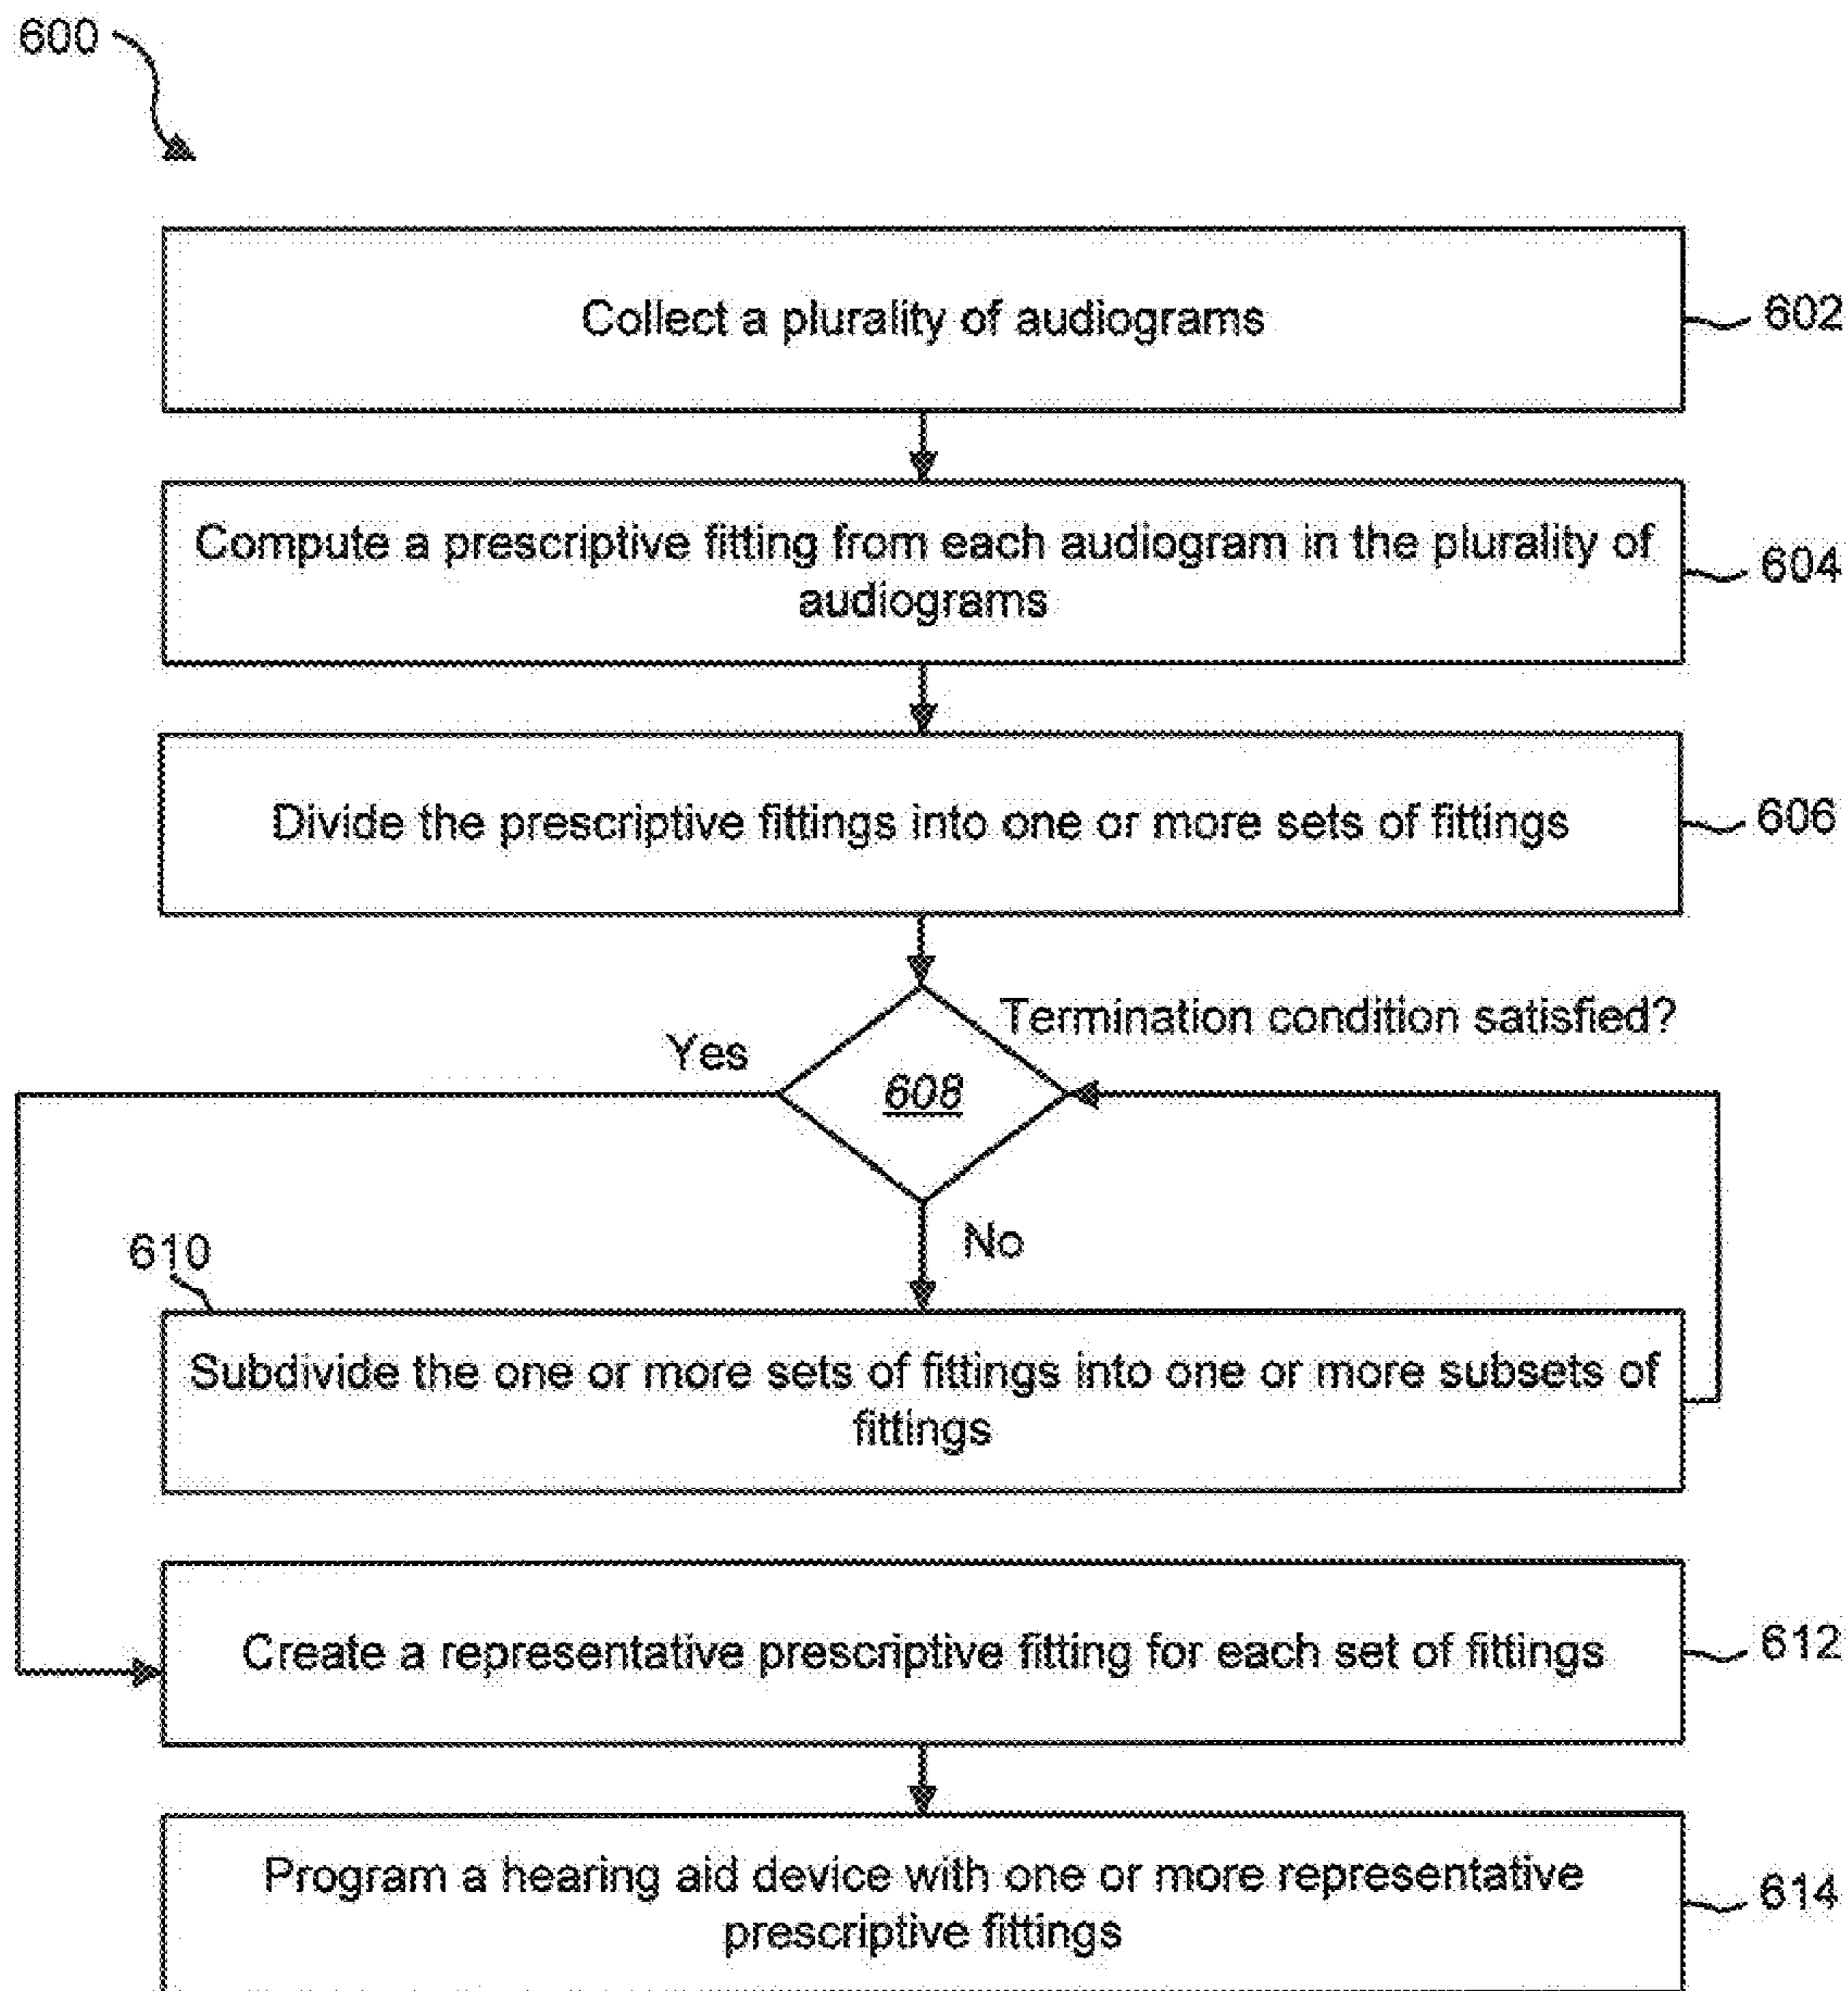 600
Collect a plurality of audiograms
602
Compute a prescriptive fitting from each audiogram in the plurality of
audiograms
604
Divide the prescriptive fittings into one or more sets of fittings
606
Termination condition satisfied?
Yes
608
No
610
Subdivide the one or more sets of fittings into one or more subsets of
fittings
Create a representative prescriptive fitting for each set of fittings
612
Program a hearing aid device with one or more representative
prescriptive fittings
614